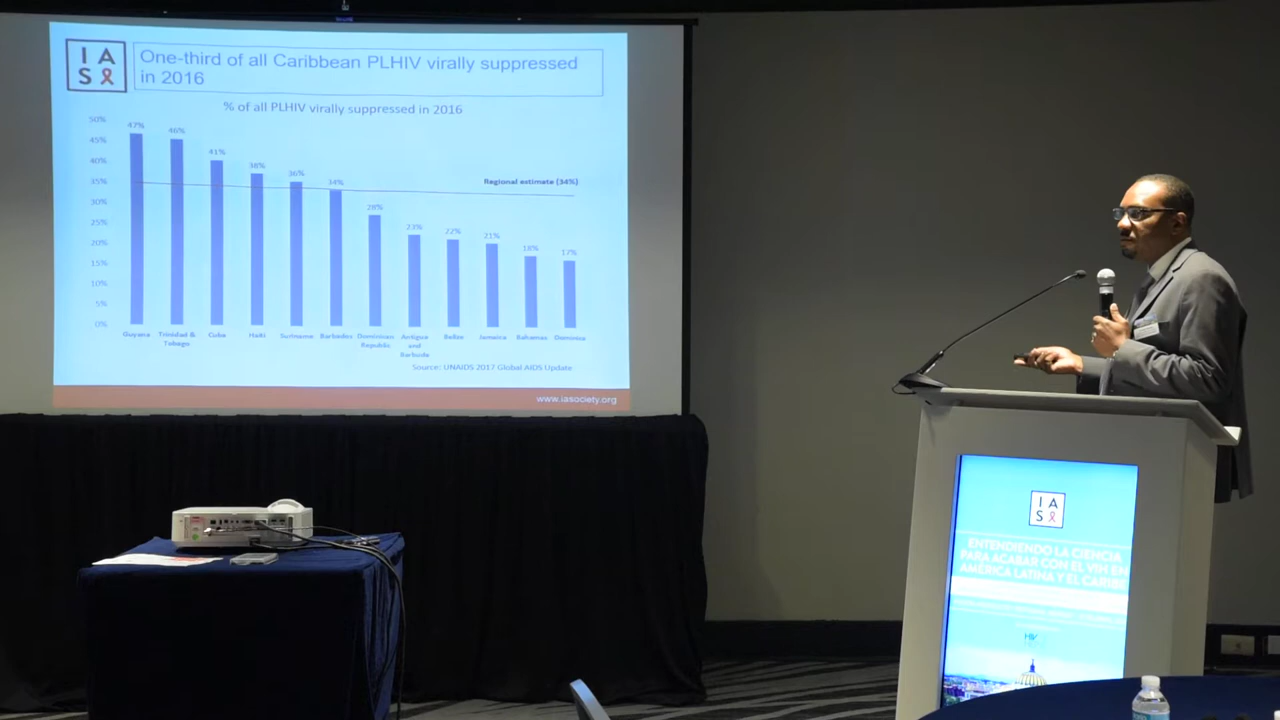 I A
S
One-third of all Caribbean PLHIV virally suppressed
in 2016
% of all PLHIV virally suppressed in 2016
50%
45%
40%
35%
30%
25%
20%
15%
10%
5%
0%
47%
46%
41%
38%
36%
34%
28%
23%
22%
21%
18%
17%
Regional estimate (34%)
Guyana
Trinidad &
Tobago
Cuba
Haiti
Suriname
Barbados
Dominican
Republic
Antigua
and
Barbuda
Belize
Jamaica
Bahamas
Dominica
Source: UNAIDS 2017 Global AIDS Update
www.iasociety.org
I A
S
ENTENDIENDO LA CIENCIA
PARA ACABAR CON EL VIH EN
AMÉRICA LATINA Y EL CARIBE
HIV